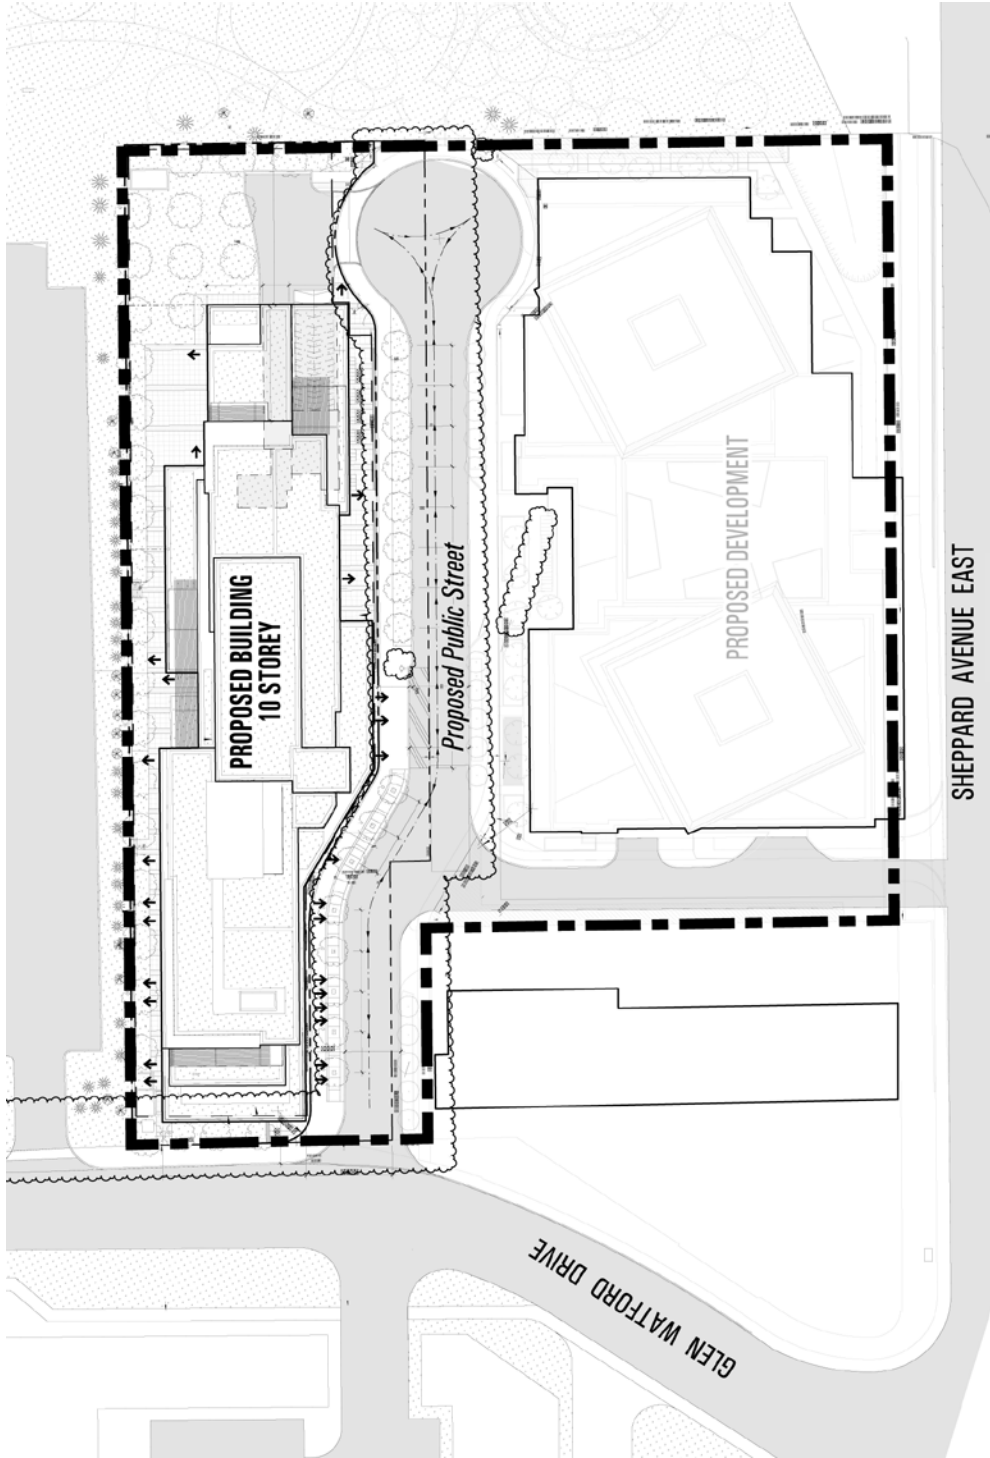 PROPOSED BUILDING
10 STOREY
Proposed Public Street
PROPOSED DEVELOPMENT
SHEPPARD AVENUE EAST
GLEN WATFORD DRIVE